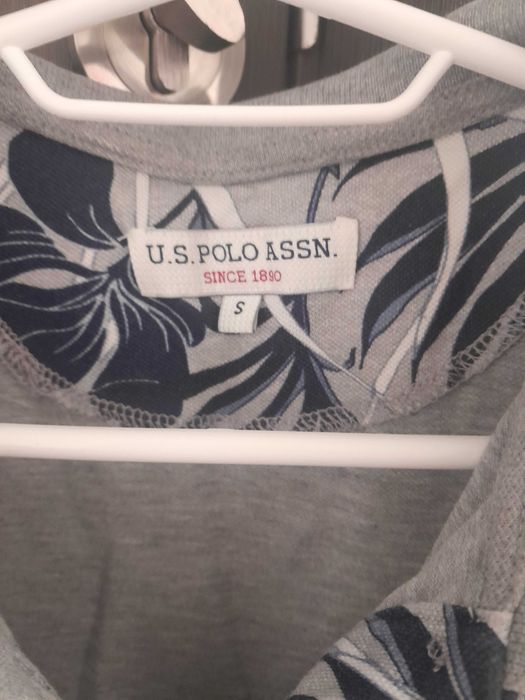 U.S. POLO ASSN.
SINCE 1890
S